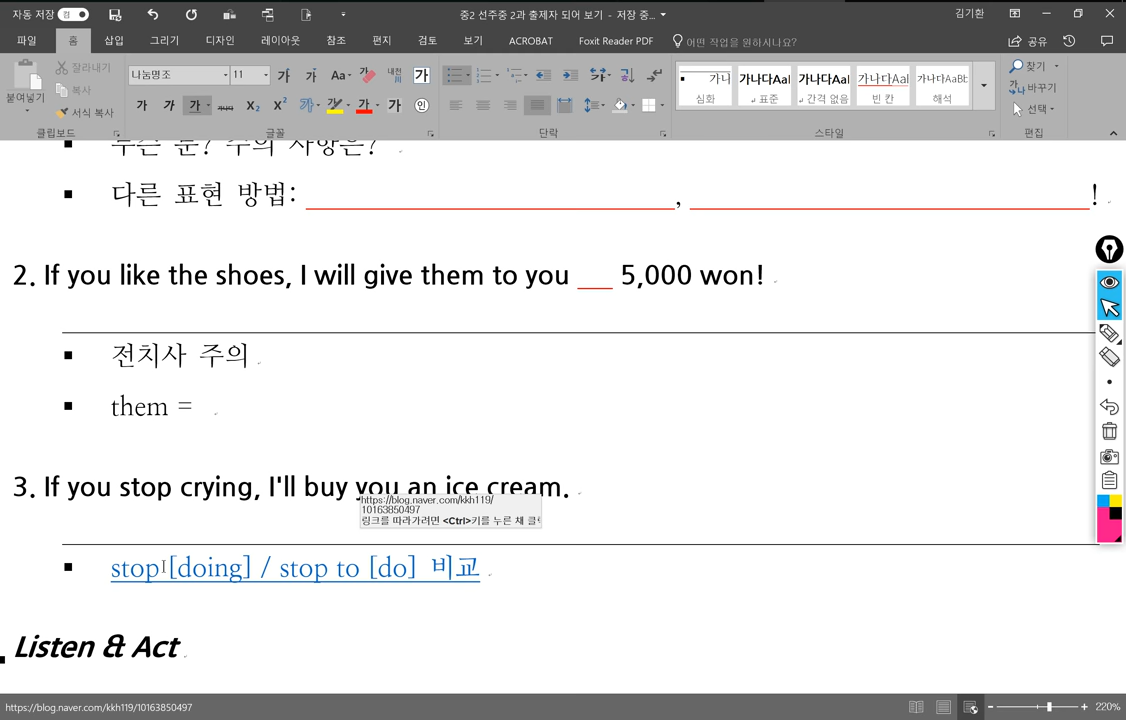 자동 저장 컴 중2 선주중 2과 출제자 되어 보기 - 저장 중... 김기환
파일 홈 삽입 그리기 디자인 레이아웃 참조 편지 검토 보기 ACROBAT Foxit Reader PDF 어떤 작업을 원하시나요? 공유
붙여넣기 잘라내기 복사 서식 복사
나눔명조 11
가나 가나다AaI 가나다AaI 가나다AaI 가나다AaBb
심화 표준 간격 없음 빈 칸 해석
찾기 바꾸기 선택
클립보드 글꼴 단락 스타일 편집
다른 표현 방법: , !
2. If you like the shoes, I will give them to you ___ 5,000 won!
전치사 주의
them =
3. If you stop crying, I'll buy you an ice cream.
https://blog.naver.com/kkh119/
10163850497
링크를 따라가려면 <Ctrl>키를 누른 채
stop [doing] / stop to [do] 비교
Listen & Act
https://blog.naver.com/kkh119/10163850497 220%